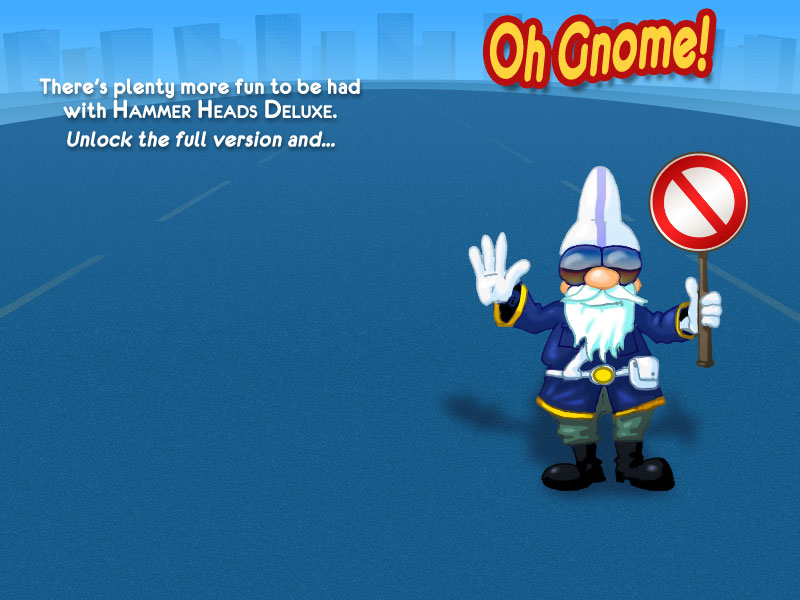 Oh Gnome!
There's plenty more fun to be had
with HAMMER HEADS DELUXE.
Unlock the full version and...